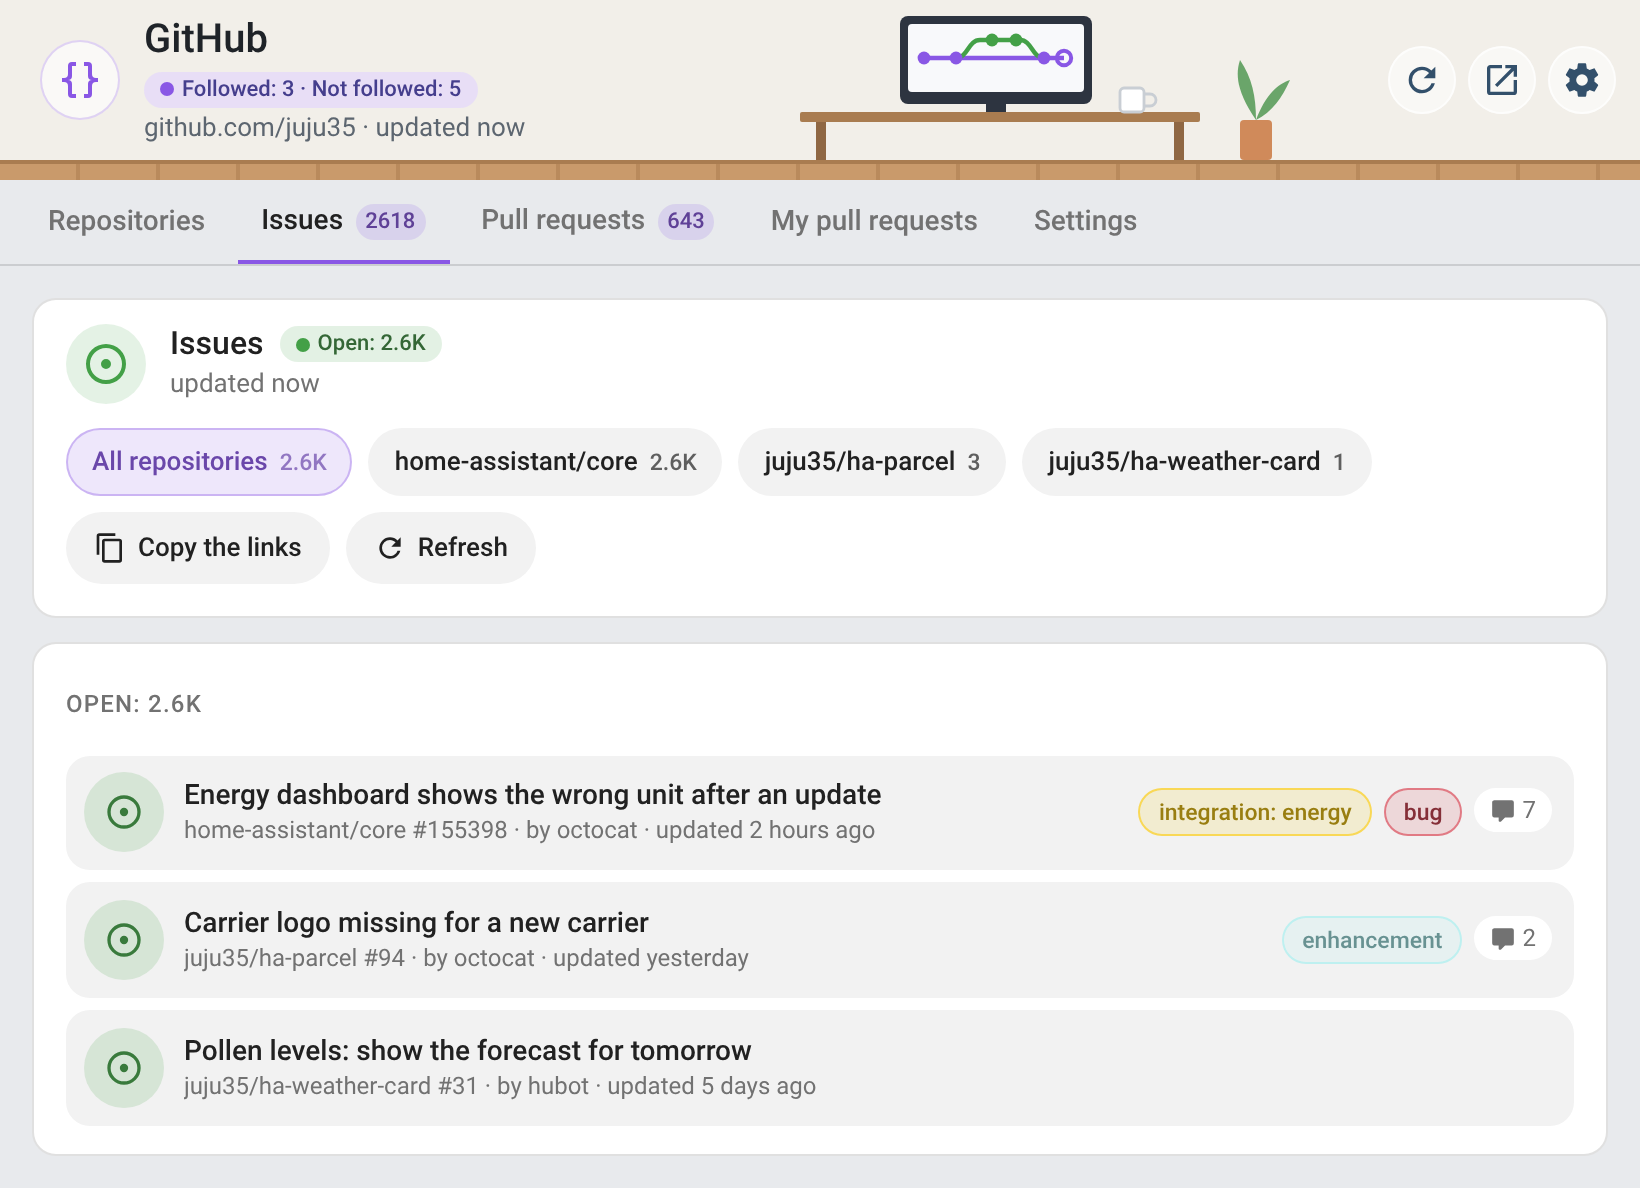 GitHub
Followed: 3 · Not followed: 5
github.com/juju35 · updated now
Repositories Issues 2618 Pull requests 643 My pull requests Settings
Issues Open: 2.6K
updated now
All repositories 2.6K home-assistant/core 2.6K juju35/ha-parcel 3 juju35/ha-weather-card 1
Copy the links Refresh
OPEN: 2.6K
Energy dashboard shows the wrong unit after an update
home-assistant/core #155398 · by octocat · updated 2 hours ago
integration: energy bug 7
Carrier logo missing for a new carrier
juju35/ha-parcel #94 · by octocat · updated yesterday
enhancement 2
Pollen levels: show the forecast for tomorrow
juju35/ha-weather-card #31 · by hubot · updated 5 days ago